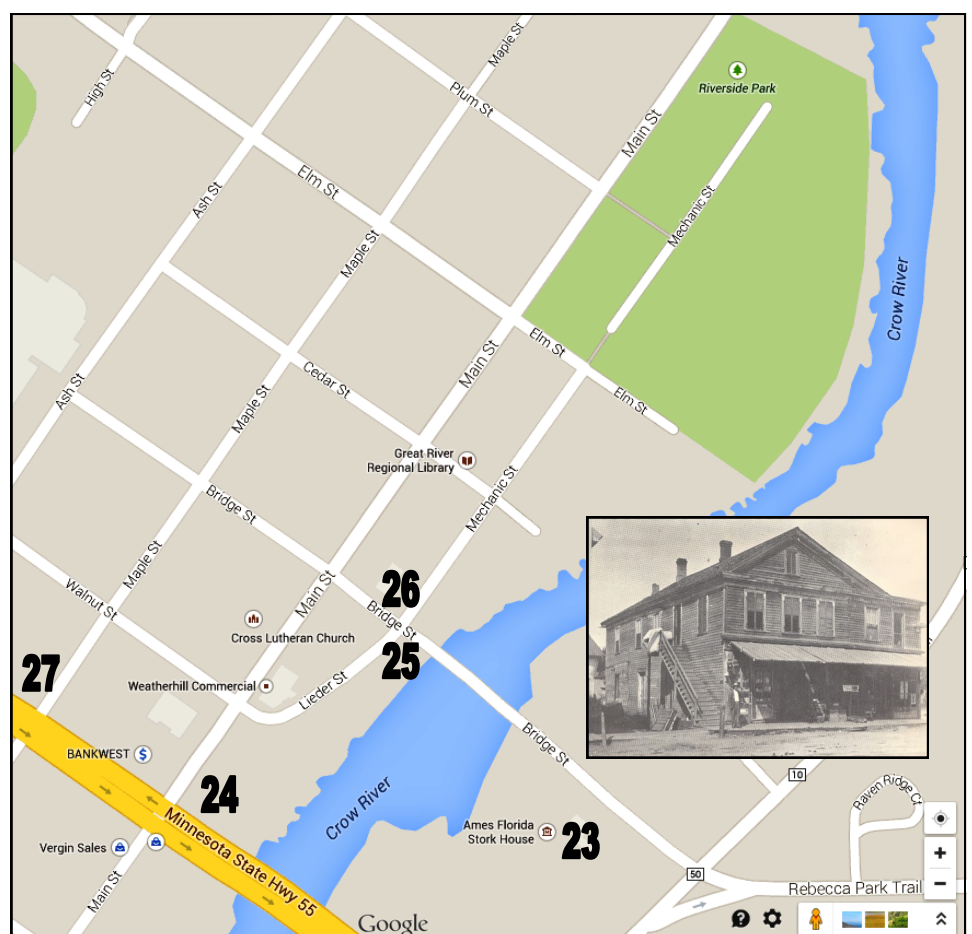 Maple St
High St
Plum St
Riverside Park
Main St
Elm St
Ash St
Mechanic St
Maple St
Crow River
Elm St
Main St
Cedar St
Ash St
Maple St
Elm St
Great River
Regional Library
Mechanic St
Bridge St
Maple St
Walnut St
Main St
26
Bridge St
Cross Lutheran Church
25
27
Weatherhill Commercial
Lieder St
BANKWEST
$
Bridge St
10
24
Raven Ridge Ct
Crow River
Minnesota State Hwy 55
Ames Florida
Stork House
23
Vergin Sales
+
50
Main St
Rebecca Park Trail
−
Google
?